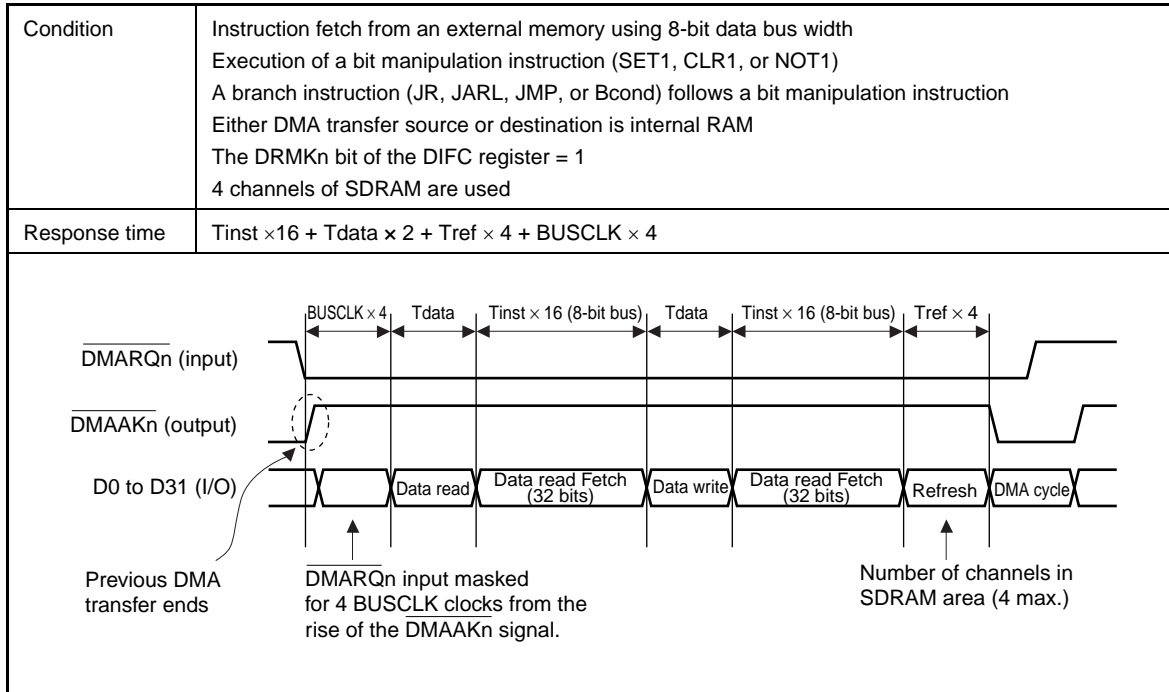 Condition
Instruction fetch from an external memory using 8-bit data bus width
Execution of a bit manipulation instruction (SET1, CLR1, or NOT1)
A branch instruction (JR, JARL, JMP, or Bcond) follows a bit manipulation instruction
Either DMA transfer source or destination is internal RAM
The DRMKn bit of the DIFC register = 1
4 channels of SDRAM are used
Response time
Tinst ×16 + Tdata × 2 + Tref × 4 + BUSCLK × 4
BUSCLK × 4 Tdata Tinst × 16 (8-bit bus) Tdata Tinst × 16 (8-bit bus) Tref × 4
DMARQn (input)
DMAAKn (output)
D0 to D31 (I/O)
Data read
Data read Fetch
(32 bits)
Data write
Data read Fetch
(32 bits)
Refresh
DMA cycle
Previous DMA
transfer ends
DMARQn input masked
for 4 BUSCLK clocks from the
rise of the DMAAKn signal.
Number of channels in
SDRAM area (4 max.)